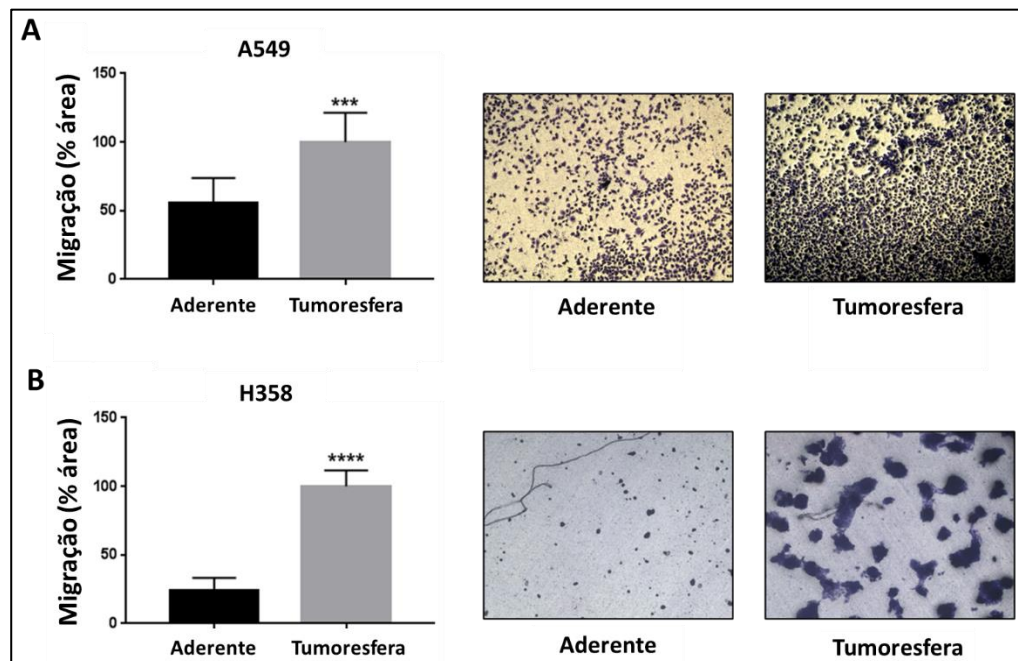 A
A549
Migração (% área)
150
100
50
0
***
Aderente
Tumoresfera
Aderente
Tumoresfera
B
H358
Migração (% área)
150
100
50
0
****
Aderente
Tumoresfera
Aderente
Tumoresfera